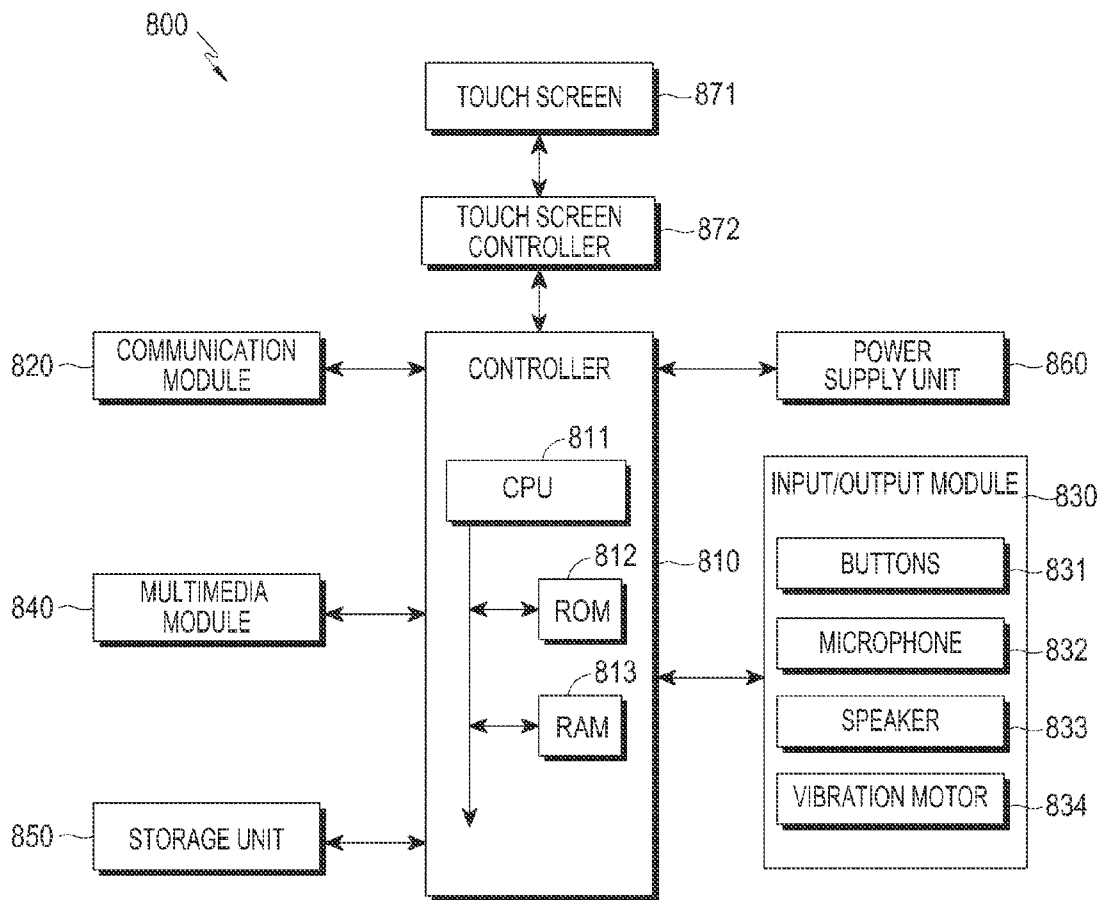 800
TOUCH SCREEN
871
TOUCH SCREEN
CONTROLLER
872
820
COMMUNICATION
MODULE
CONTROLLER
POWER
SUPPLY UNIT
860
811
CPU
INPUT/OUTPUT MODULE
830
810
812
ROM
BUTTONS
831
840
MULTIMEDIA
MODULE
MICROPHONE
832
813
RAM
SPEAKER
833
VIBRATION MOTOR
834
850
STORAGE UNIT